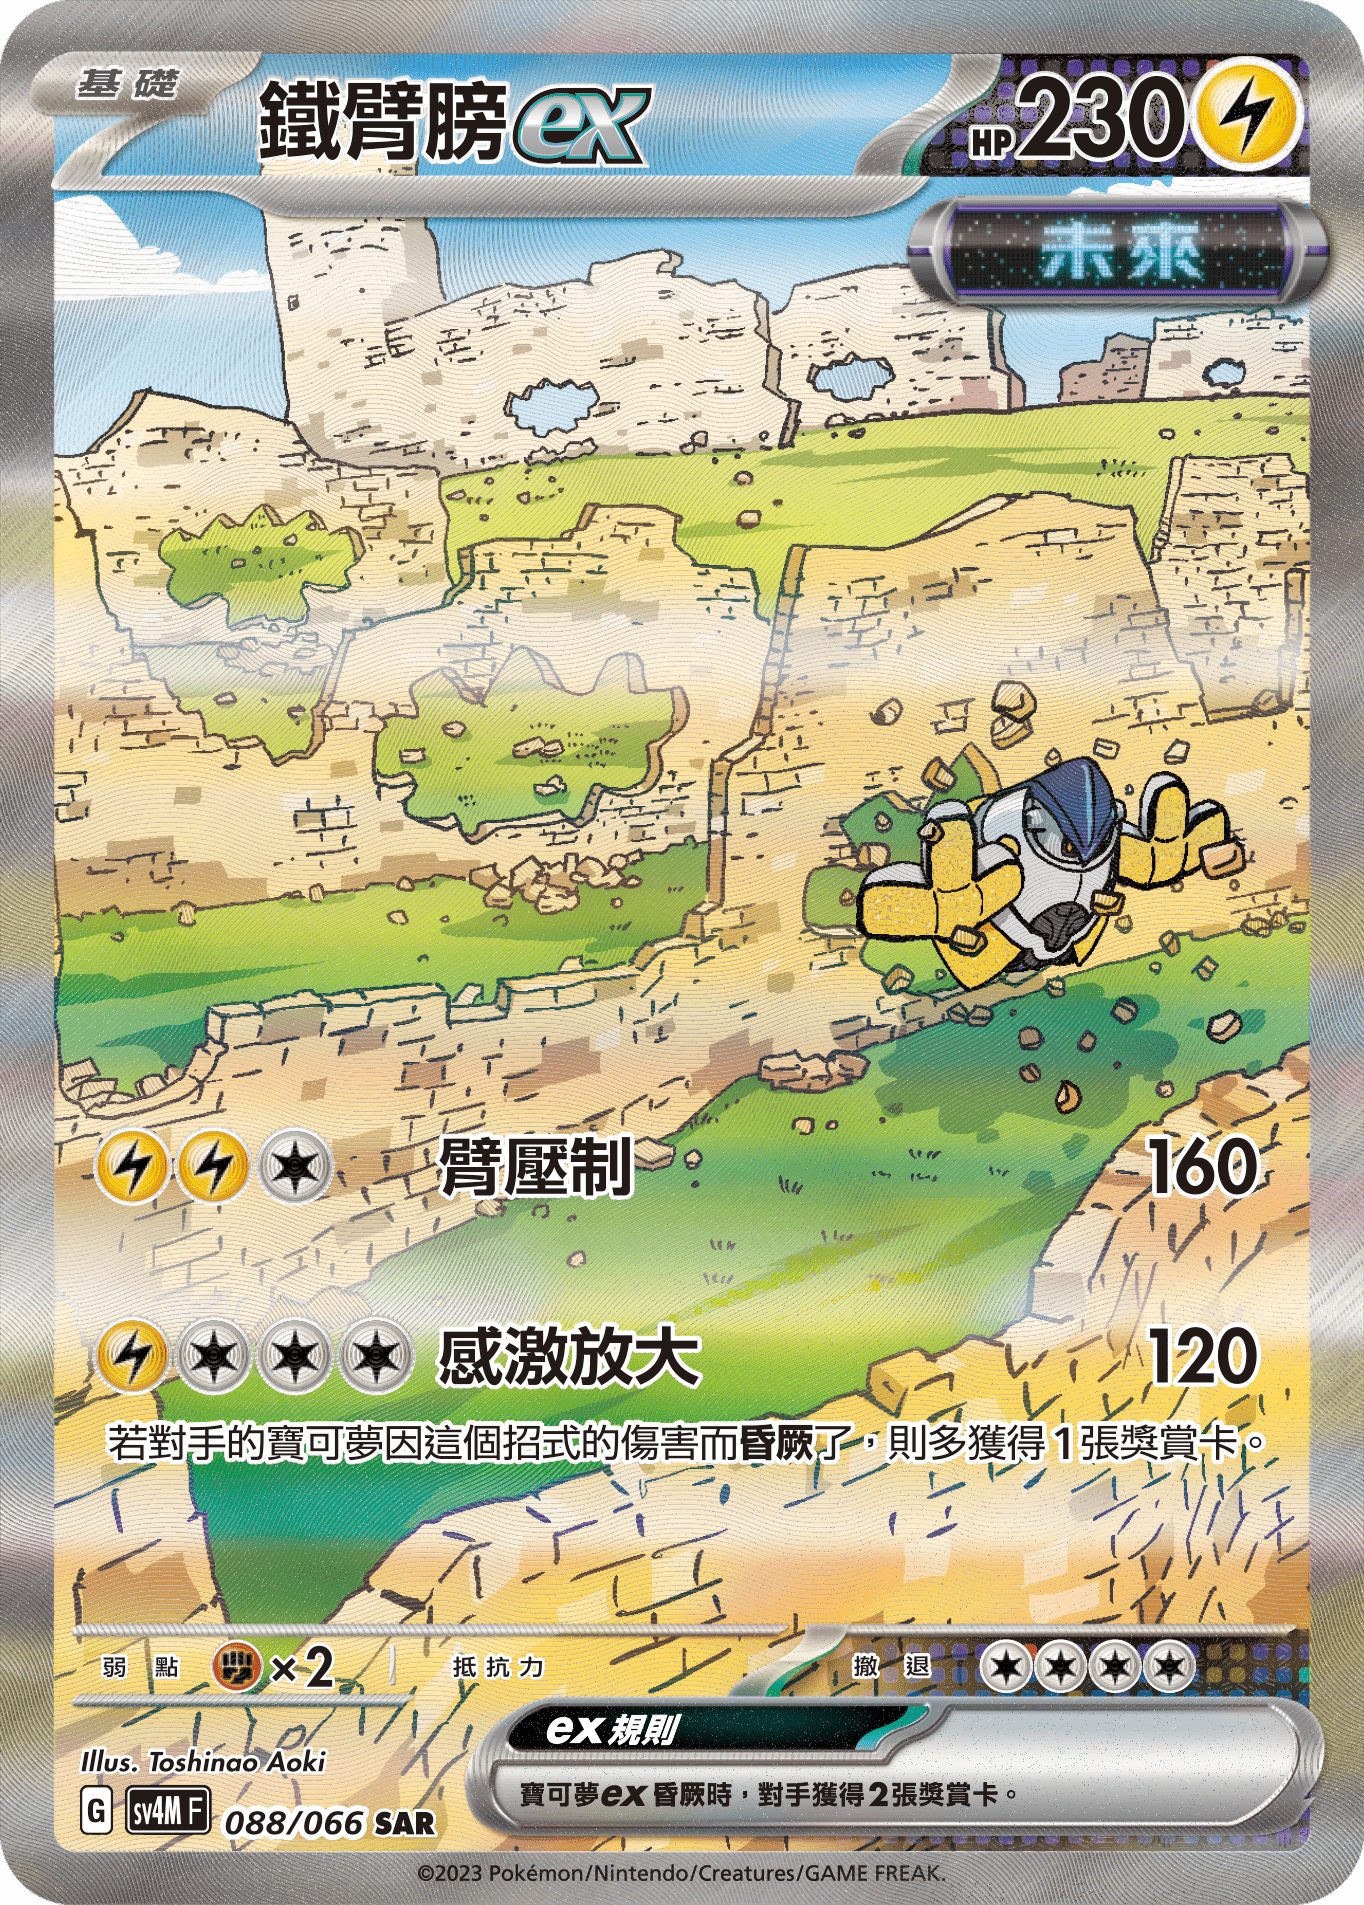 基礎
鐵臂膀ex
HP230
未來
臂壓制 160
感激放大 120
若對手的寶可夢因這個招式的傷害而昏厥了，則多獲得1張獎賞卡。
弱點 ×2 抵抗力 撤退
ex規則
寶可夢ex昏厥時，對手獲得2張獎賞卡。
Illus. Toshinao Aoki
G sv4M F 088/066 SAR
©2023 Pokémon/Nintendo/Creatures/GAME FREAK.